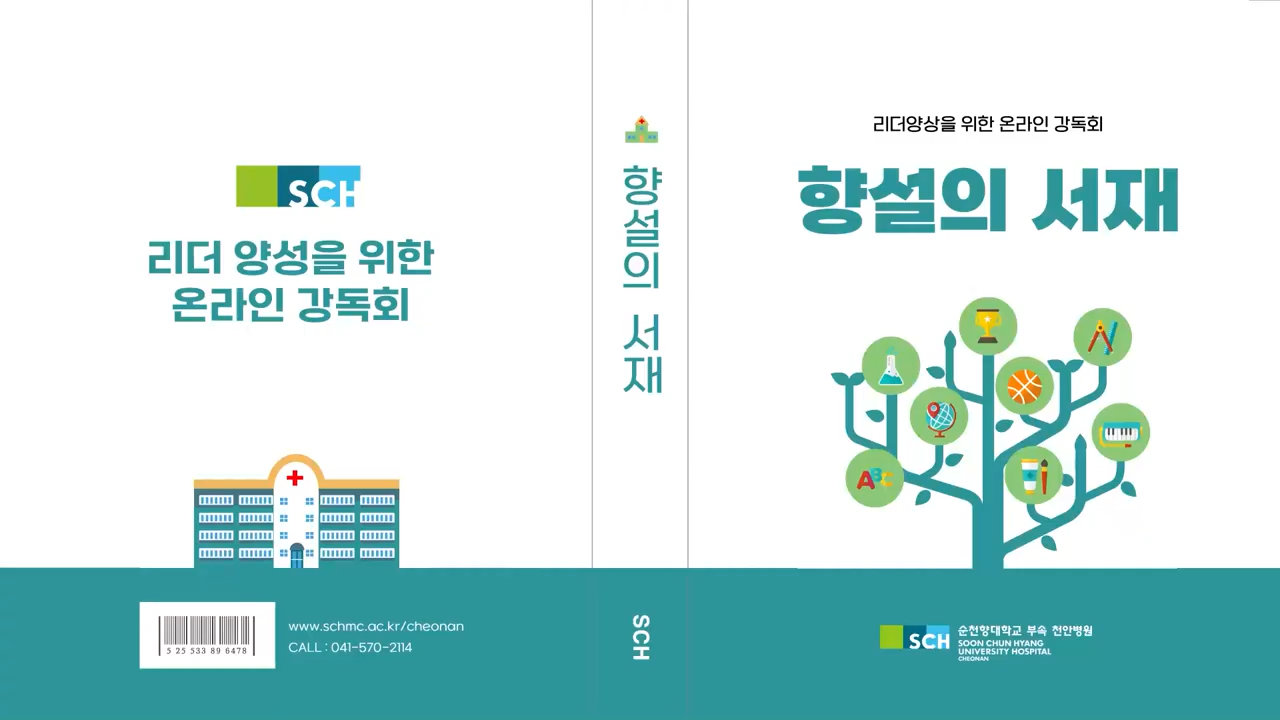 SCH
리더 양성을 위한
온라인 강독회
5 25 533 89 6478
www.schmc.ac.kr/cheonan
CALL : 041-570-2114
향설의 서재
SCH
리더양상을 위한 온라인 강독회
향설의 서재
ABC
SCH
순천향대학교 부속 천안병원
SOON CHUN HYANG
UNIVERSITY HOSPITAL
CHEONAN